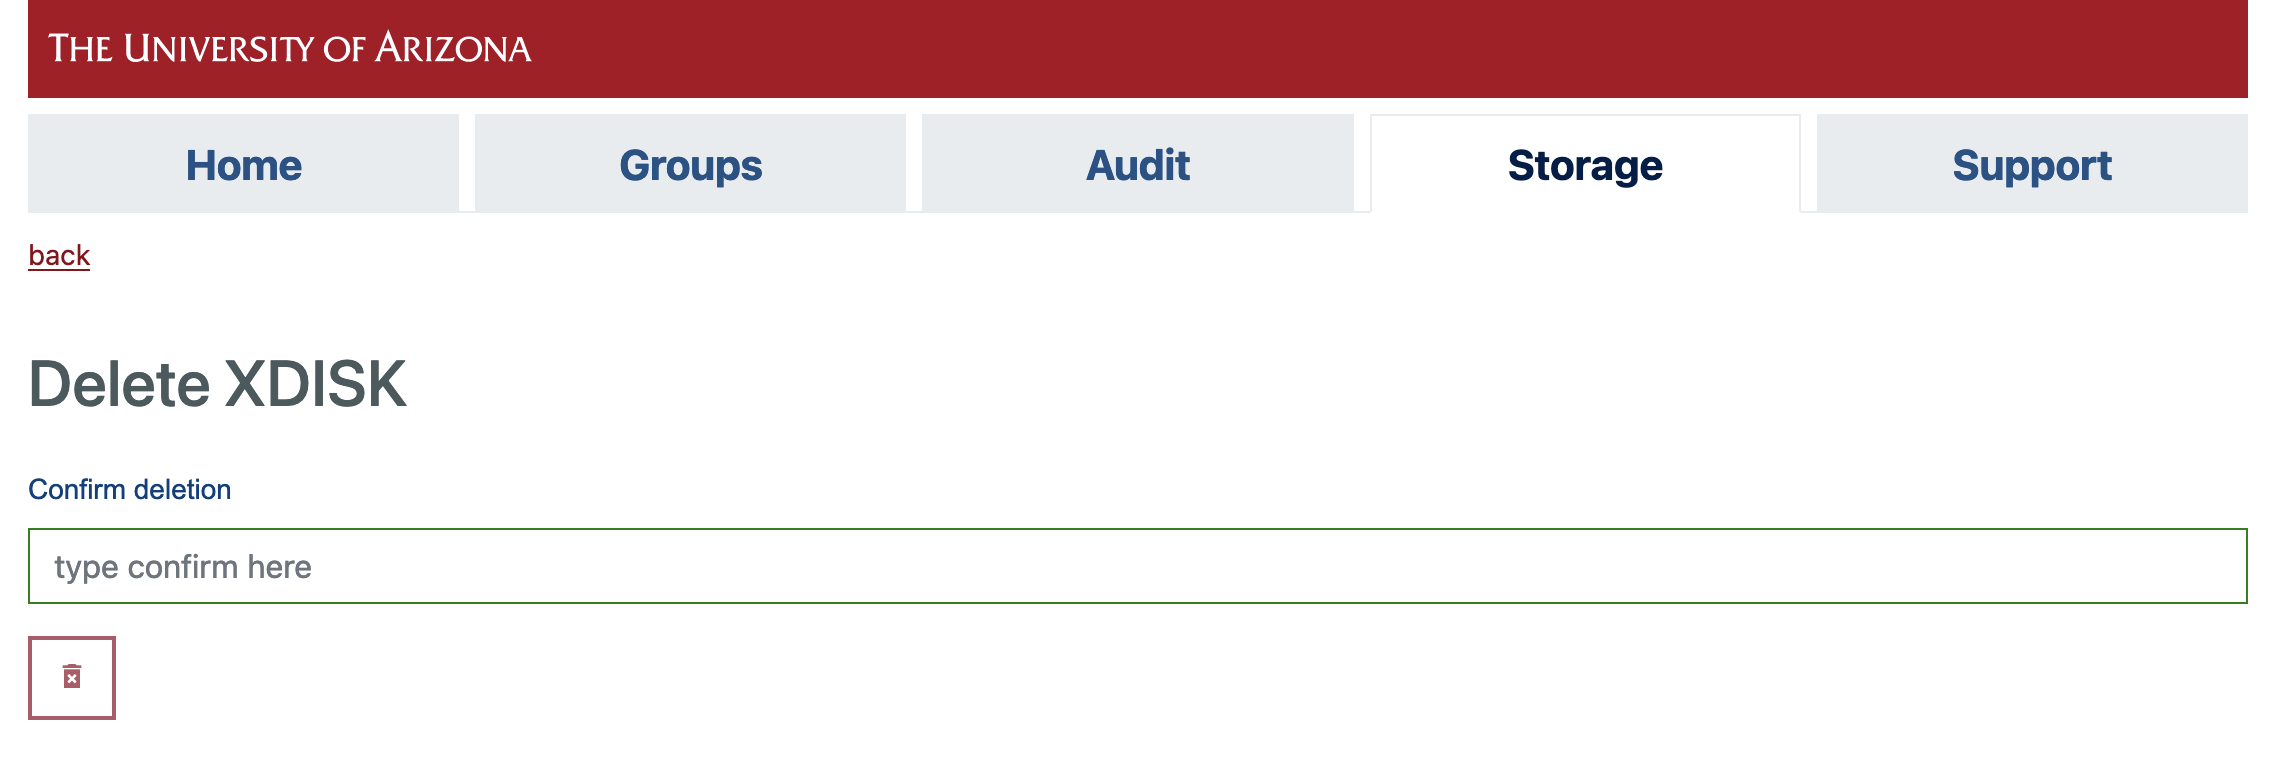 THE UNIVERSITY OF ARIZONA
Home Groups Audit Storage Support
back
Delete XDISK
Confirm deletion
type confirm here